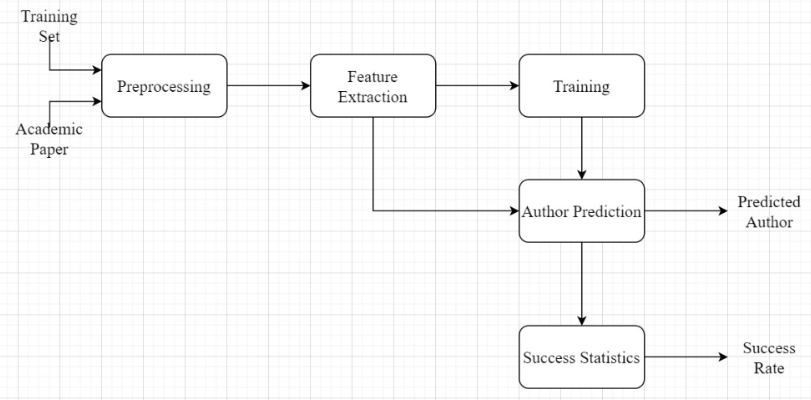 Training
Set
Preprocessing
Feature
Extraction
Training
Academic
Paper
Author Prediction
Predicted
Author
Success Statistics
Success
Rate